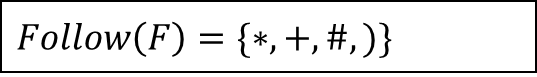 Follow(F) = {*, +, #, )}